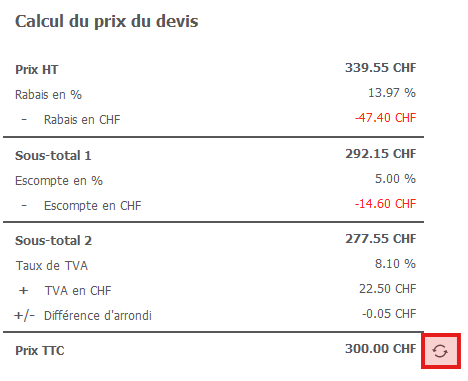 Calcul du prix du devis
Prix HT 339.55 CHF
Rabais en % 13.97 %
- Rabais en CHF -47.40 CHF
Sous-total 1 292.15 CHF
Escompte en % 5.00 %
- Escompte en CHF -14.60 CHF
Sous-total 2 277.55 CHF
Taux de TVA 8.10 %
+ TVA en CHF 22.50 CHF
+/- Différence d'arrondi -0.05 CHF
Prix TTC 300.00 CHF